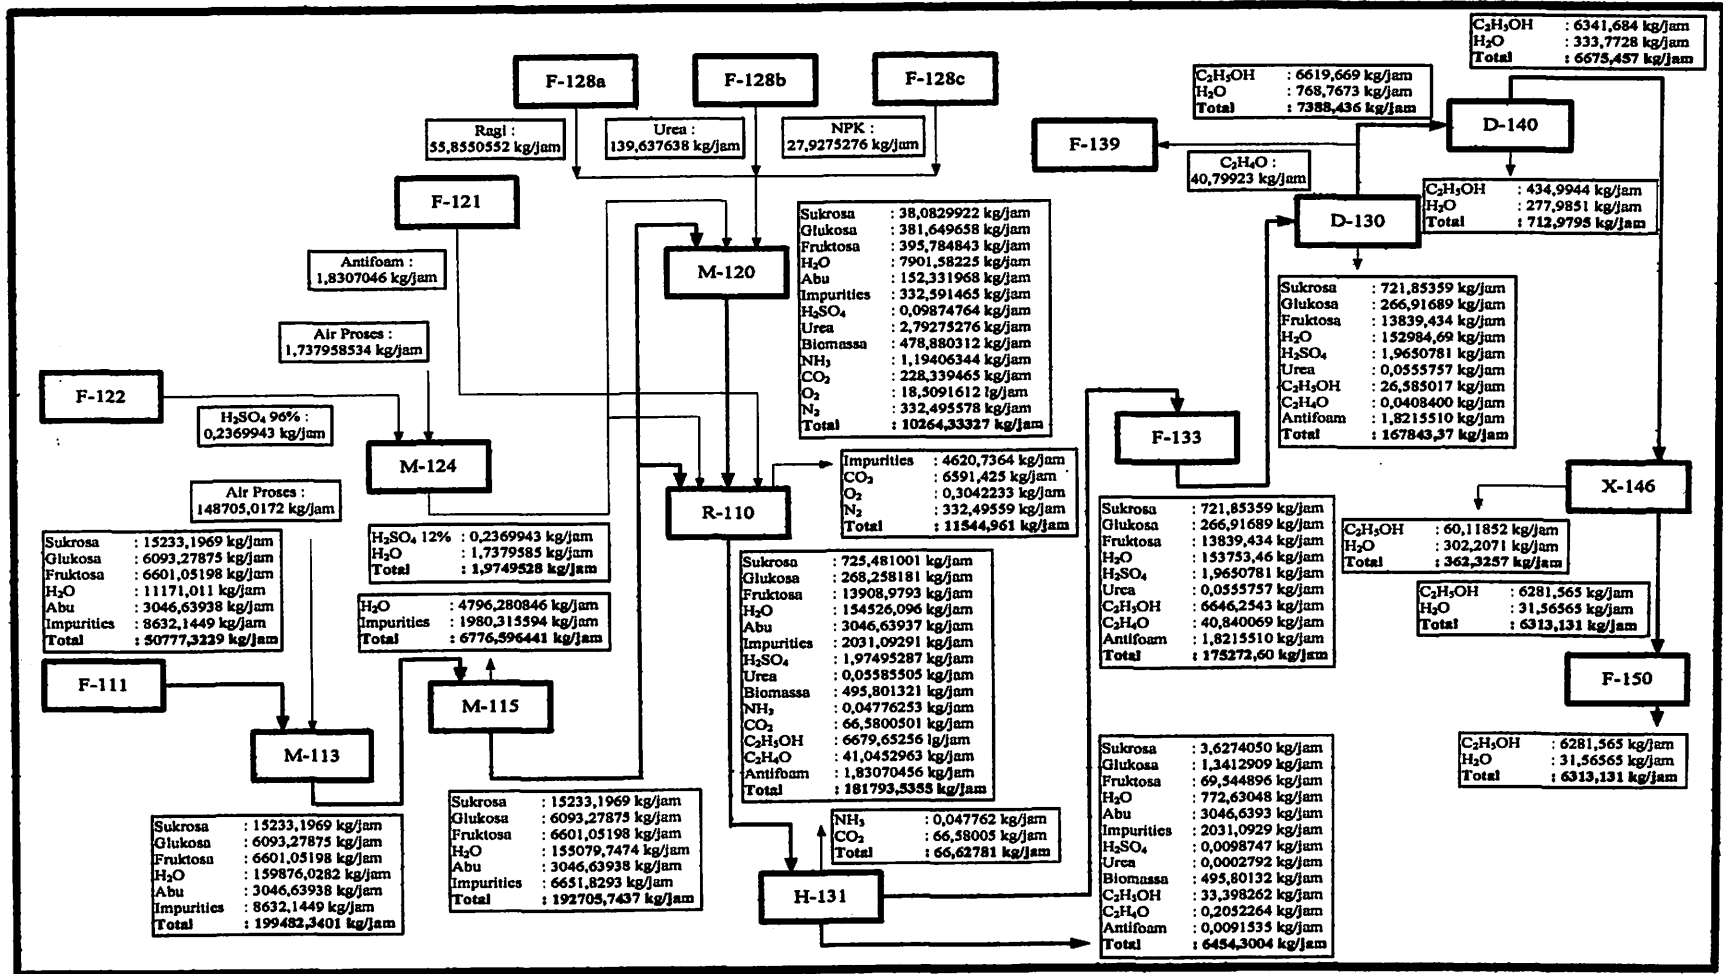 C₂H₅OH : 6341,684 kg/jam
H₂O : 333,7728 kg/jam
Total : 6675,457 kg/jam
F-128a
F-128b
F-128c
C₂H₅OH : 6619,669 kg/jam
H₂O : 768,7673 kg/jam
Total : 7388,436 kg/jam
D-140
Ragi :
55,8550552 kg/jam
Urea :
139,637638 kg/jam
NPK :
27,9275276 kg/jam
F-139
C₂H₄O :
40,79923 kg/jam
F-121
C₂H₅OH : 434,9944 kg/jam
H₂O : 277,9851 kg/jam
Total : 712,9795 kg/jam
D-130
Antifoam :
1,8307046 kg/jam
M-120
Sukrosa : 38,0829922 kg/jam
Glukosa : 381,649658 kg/jam
Fruktosa : 395,784843 kg/jam
H₂O : 7901,58225 kg/jam
Abu : 152,331968 kg/jam
Impurities : 332,591465 kg/jam
H₂SO₄ : 0,09874764 kg/jam
Urea : 2,79275276 kg/jam
Biomassa : 478,880312 kg/jam
NH₃ : 1,19406344 kg/jam
CO₂ : 228,339465 kg/jam
O₂ : 18,5091612 lg/jam
N₂ : 332,495578 kg/jam
Total : 10264,33327 kg/jam
Sukrosa : 721,85359 kg/jam
Glukosa : 266,91689 kg/jam
Fruktosa : 13839,434 kg/jam
H₂O : 152984,69 kg/jam
H₂SO₄ : 1,9650781 kg/jam
Urea : 0,0555757 kg/jam
C₂H₅OH : 26,585017 kg/jam
C₂H₄O : 0,0408400 kg/jam
Antifoam : 1,8215510 kg/jam
Total : 167843,37 kg/jam
Air Proses :
1,737958534 kg/jam
F-122
H₂SO₄ 96% :
0,2369943 kg/jam
M-124
F-133
Impurities : 4620,7364 kg/jam
CO₂ : 6591,425 kg/jam
O₂ : 0,3042233 kg/jam
N₂ : 332,49559 kg/jam
Total : 11544,961 kg/jam
R-110
X-146
Air Proses :
148705,0172 kg/jam
C₂H₅OH : 60,11852 kg/jam
H₂O : 302,2071 kg/jam
Total : 362,3257 kg/jam
Sukrosa : 721,85359 kg/jam
Glukosa : 266,91689 kg/jam
Fruktosa : 13839,434 kg/jam
H₂O : 153753,46 kg/jam
H₂SO₄ : 1,9650781 kg/jam
Urea : 0,0555757 kg/jam
C₂H₅OH : 6646,2543 kg/jam
C₂H₄O : 40,840069 kg/jam
Antifoam : 1,8215510 kg/jam
Total : 175272,60 kg/jam
Sukrosa : 15233,1969 kg/jam
Glukosa : 6093,27875 kg/jam
Fruktosa : 6601,05198 kg/jam
H₂O : 11171,011 kg/jam
Abu : 3046,63938 kg/jam
Impurities : 8632,1449 kg/jam
Total : 50777,3229 kg/jam
H₂SO₄ 12% : 0,2369943 kg/jam
H₂O : 1,7379585 kg/jam
Total : 1,9749528 kg/jam
Sukrosa : 725,481001 kg/jam
Glukosa : 268,258181 kg/jam
Fruktosa : 13908,9793 kg/jam
H₂O : 154526,096 kg/jam
Abu : 3046,63937 kg/jam
Impurities : 2031,09291 kg/jam
H₂SO₄ : 1,97495287 kg/jam
Urea : 0,05585505 kg/jam
Biomassa : 495,801321 kg/jam
NH₃ : 0,04776253 kg/jam
CO₂ : 66,5800501 kg/jam
C₂H₅OH : 6679,65256 lg/jam
C₂H₄O : 41,0452963 kg/jam
Antifoam : 1,83070456 kg/jam
Total : 181793,5355 kg/jam
C₂H₅OH : 6281,565 kg/jam
H₂O : 31,56565 kg/jam
Total : 6313,131 kg/jam
H₂O : 4796,280846 kg/jam
Impurities : 1980,315594 kg/jam
Total : 6776,596441 kg/jam
F-111
M-115
F-150
M-113
C₂H₅OH : 6281,565 kg/jam
H₂O : 31,56565 kg/jam
Total : 6313,131 kg/jam
Sukrosa : 3,6274050 kg/jam
Glukosa : 1,3412909 kg/jam
Fruktosa : 69,544896 kg/jam
H₂O : 772,63048 kg/jam
Abu : 3046,6393 kg/jam
Impurities : 2031,0929 kg/jam
H₂SO₄ : 0,0098747 kg/jam
Urea : 0,0002792 kg/jam
Biomassa : 495,80132 kg/jam
C₂H₅OH : 33,398262 kg/jam
C₂H₄O : 0,2052264 kg/jam
Antifoam : 0,0091535 kg/jam
Total : 6454,3004 kg/jam
Sukrosa : 15233,1969 kg/jam
Glukosa : 6093,27875 kg/jam
Fruktosa : 6601,05198 kg/jam
H₂O : 155079,7474 kg/jam
Abu : 3046,63938 kg/jam
Impurities : 6651,8293 kg/jam
Total : 192705,7437 kg/jam
NH₃ : 0,047762 kg/jam
CO₂ : 66,58005 kg/jam
Total : 66,62781 kg/jam
Sukrosa : 15233,1969 kg/jam
Glukosa : 6093,27875 kg/jam
Fruktosa : 6601,05198 kg/jam
H₂O : 159876,0282 kg/jam
Abu : 3046,63938 kg/jam
Impurities : 8632,1449 kg/jam
Total : 199482,3401 kg/jam
H-131